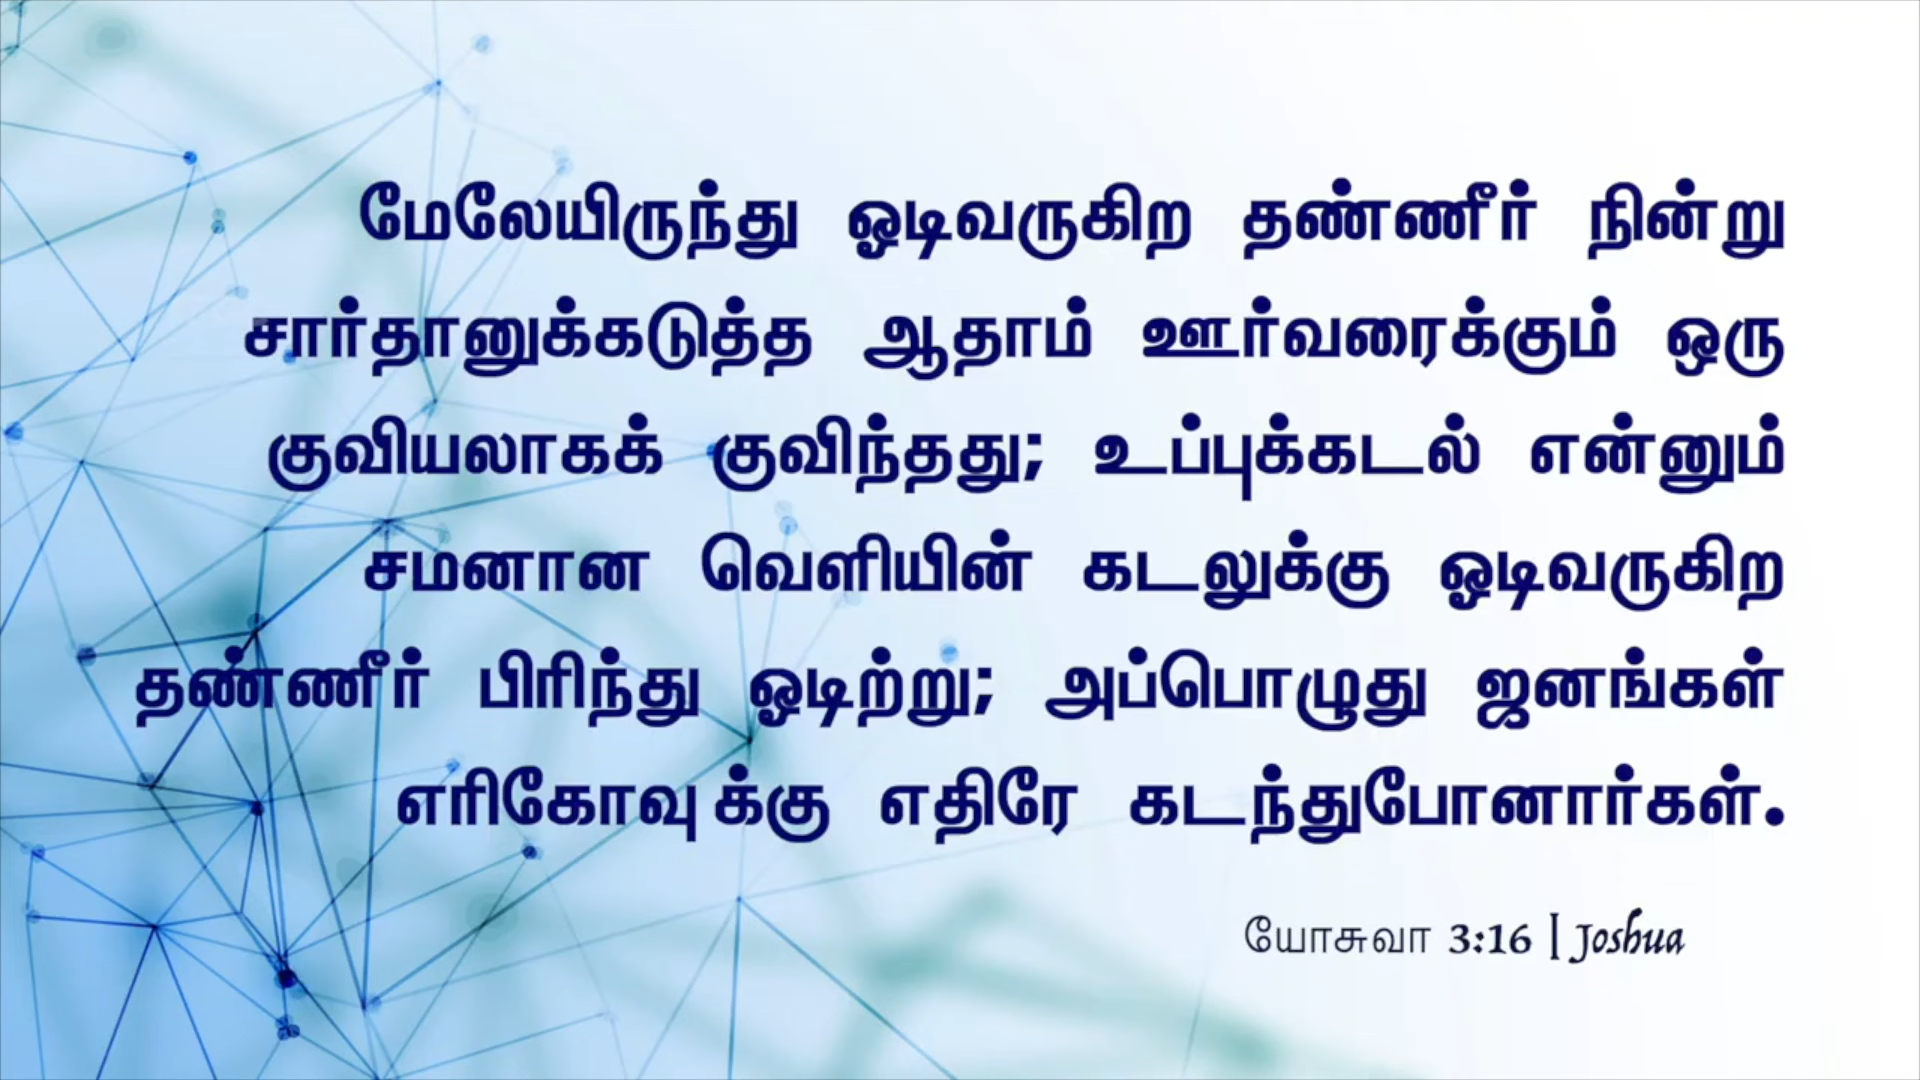 மேலேயிருந்து ஓடிவருகிற தண்ணீர் நின்று
சார்தானுக்கடுத்த ஆதாம் ஊர்வரைக்கும் ஒரு
குவியலாகக் குவிந்தது; உப்புக்கடல் என்னும்
சமனான வெளியின் கடலுக்கு ஓடிவருகிற
தண்ணீர் பிரிந்து ஓடிற்று; அப்பொழுது ஜனங்கள்
எரிகோவுக்கு எதிரே கடந்துபோனார்கள்.
யோசுவா 3:16 | Joshua